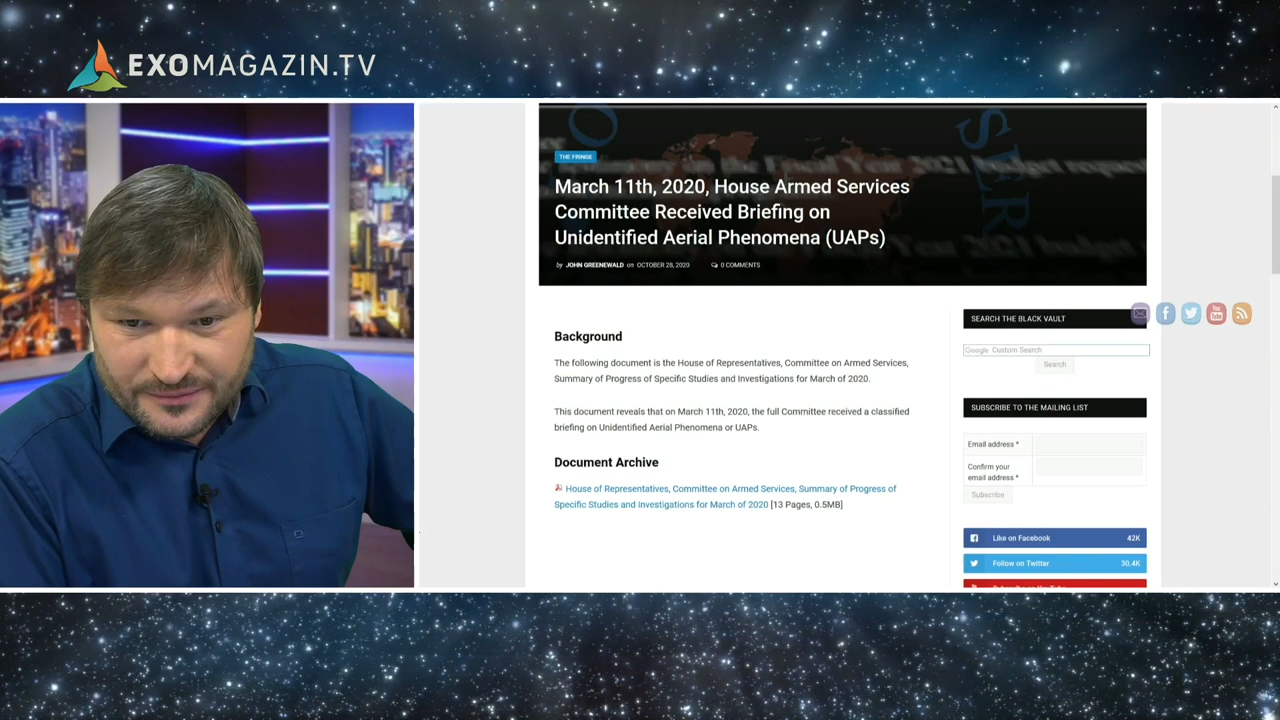 EXOMAGAZIN.TV
THE FRINGE
March 11th, 2020, House Armed Services
Committee Received Briefing on
Unidentified Aerial Phenomena (UAPs)
by JOHN GREENEWALD on OCTOBER 28, 2020 0 COMMENTS
Background
The following document is the House of Representatives, Committee on Armed Services,
Summary of Progress of Specific Studies and Investigations for March of 2020.
This document reveals that on March 11th, 2020, the full Committee received a classified
briefing on Unidentified Aerial Phenomena or UAPs.
Document Archive
House of Representatives, Committee on Armed Services, Summary of Progress of
Specific Studies and Investigations for March of 2020 [13 Pages, 0.5MB]
SEARCH THE BLACK VAULT
Google Custom Search
Search
SUBSCRIBE TO THE MAILING LIST
Email address *
Confirm your
email address *
Subscribe
Like on Facebook 42K
Follow on Twitter 30.4K